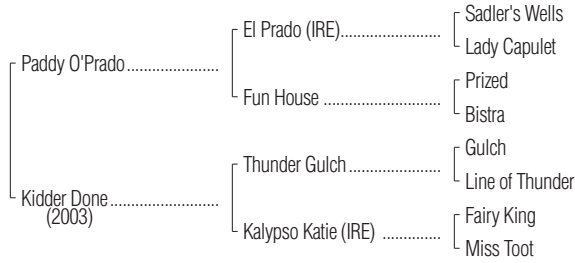 Sadler's Wells
El Prado (IRE)
Lady Capulet
Paddy O'Prado
Prized
Fun House
Bistra
Gulch
Thunder Gulch
Line of Thunder
Kidder Done
(2003)
Fairy King
Kalypso Katie (IRE)
Miss Toot